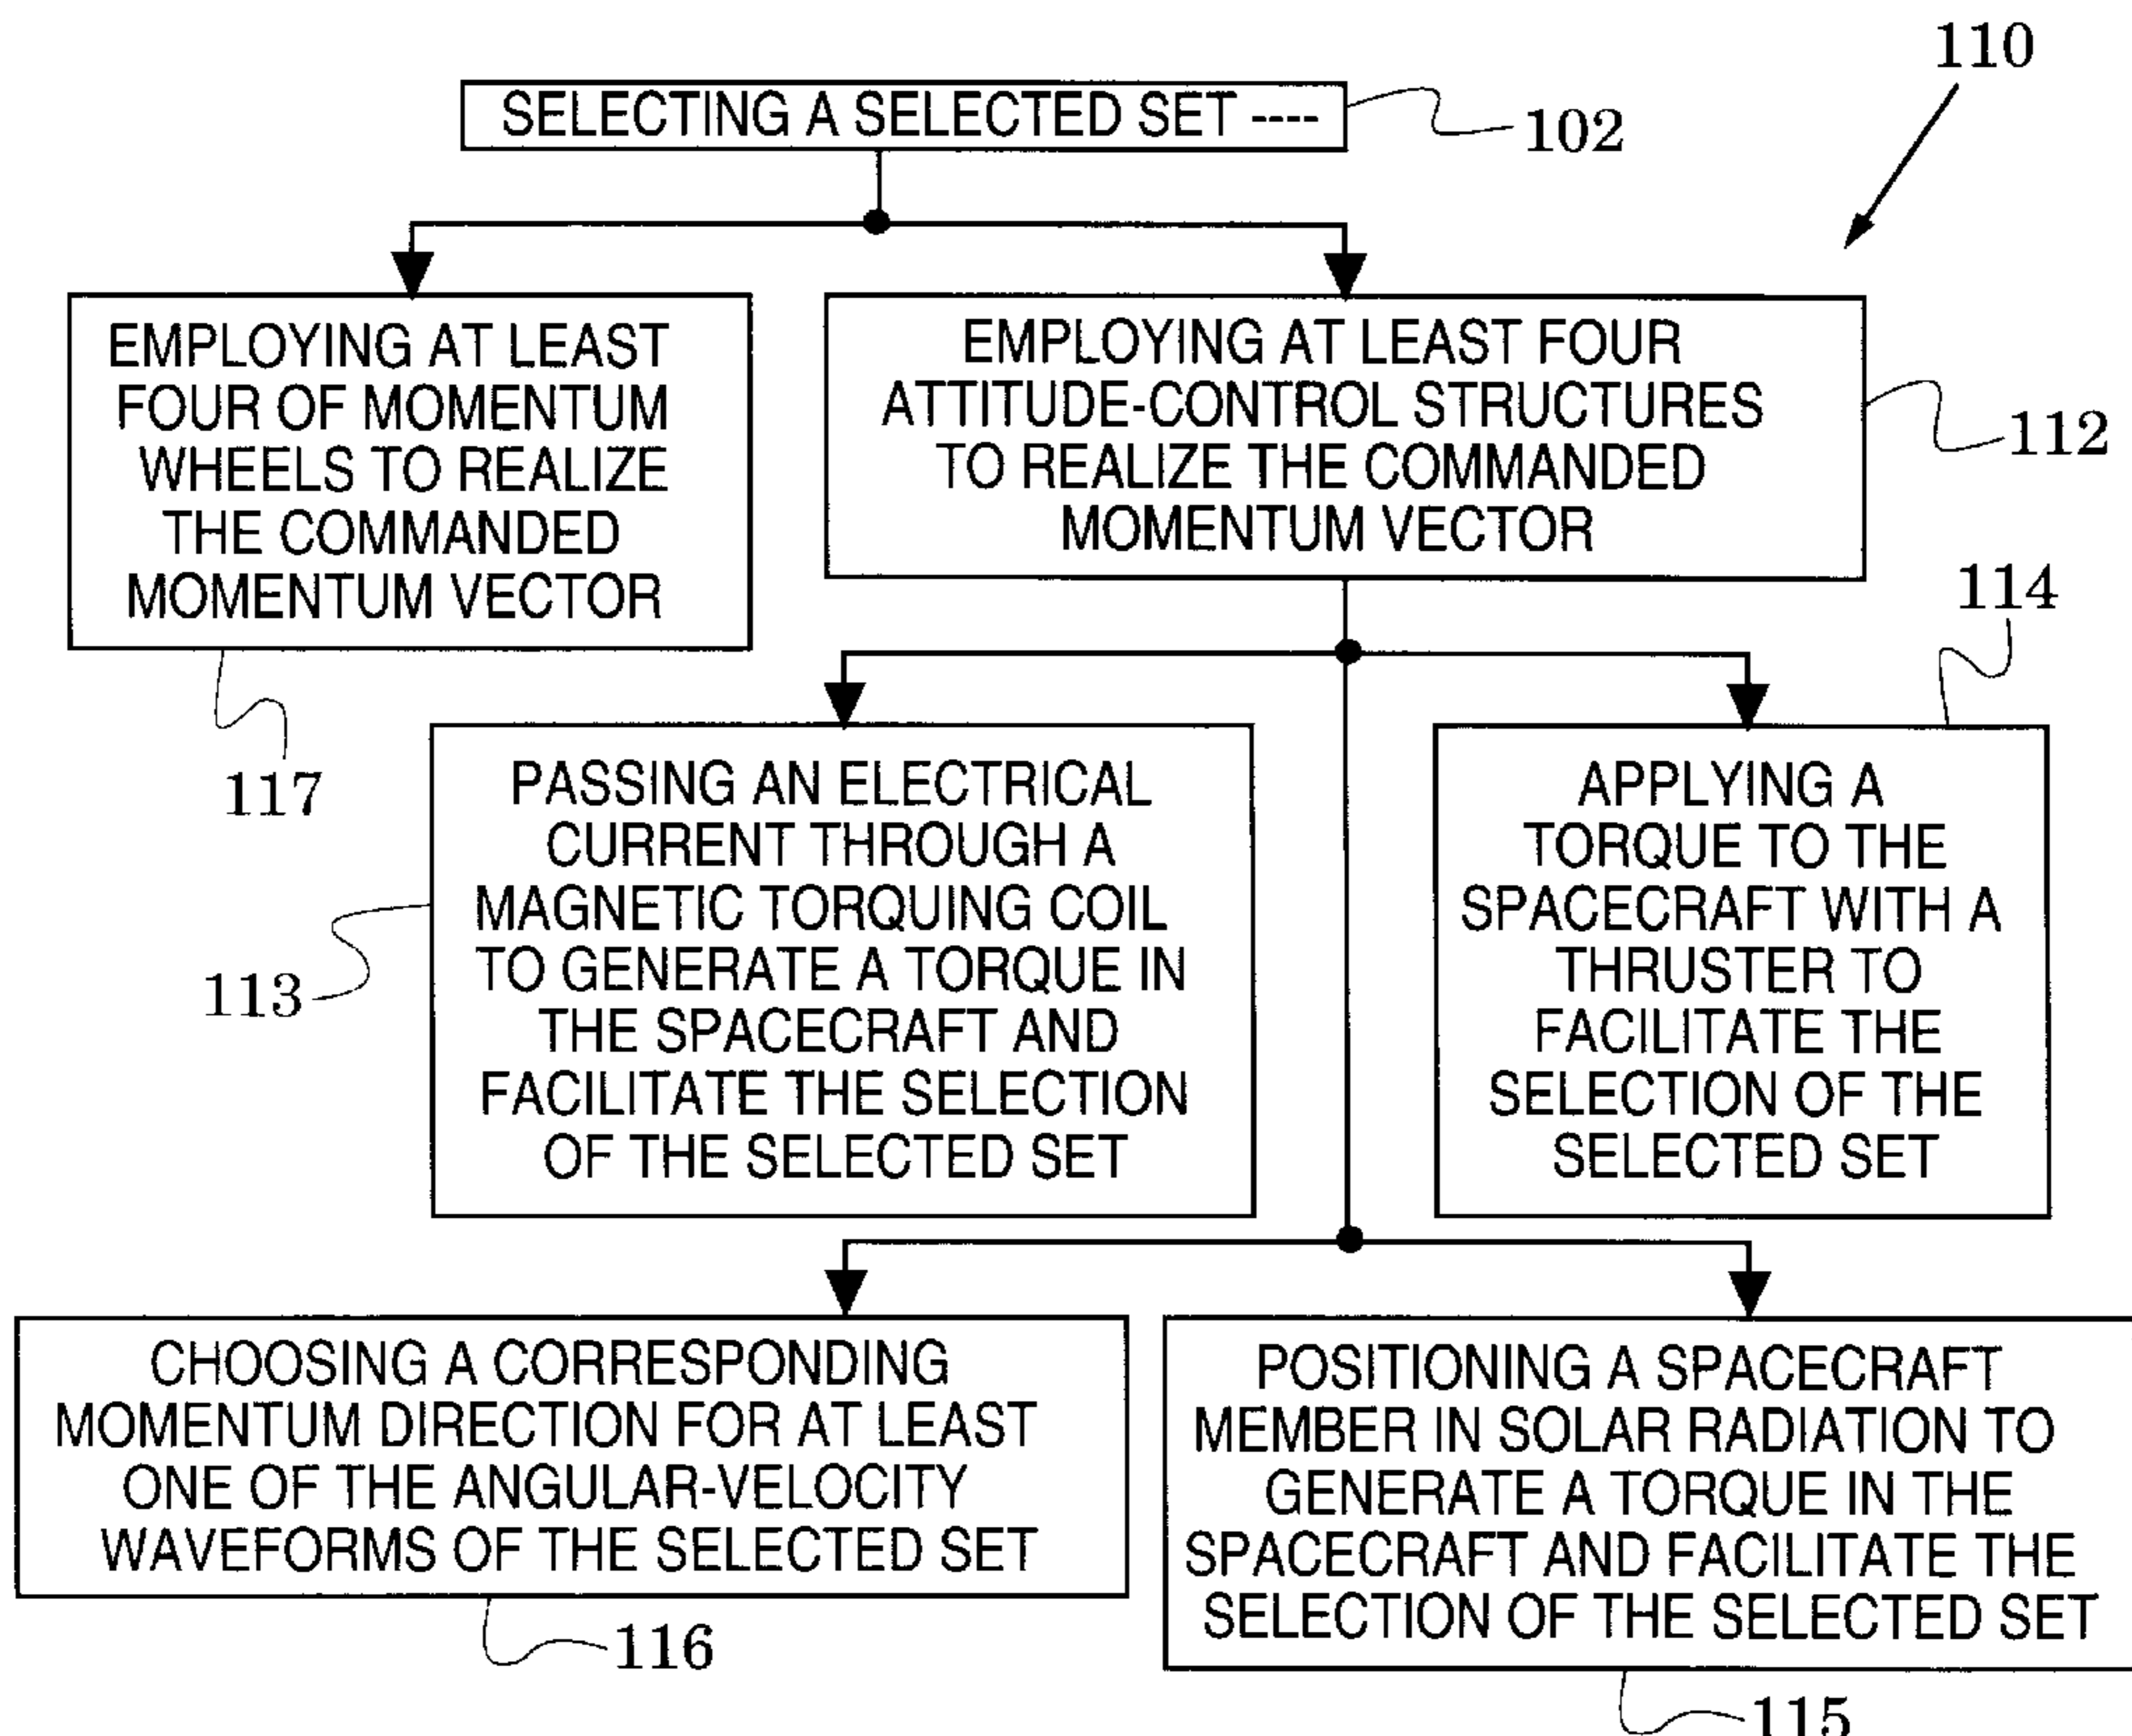 110
SELECTING A SELECTED SET ----
102
EMPLOYING AT LEAST
FOUR OF MOMENTUM
WHEELS TO REALIZE
THE COMMANDED
MOMENTUM VECTOR
117
EMPLOYING AT LEAST FOUR
ATTITUDE-CONTROL STRUCTURES
TO REALIZE THE COMMANDED
MOMENTUM VECTOR
112
114
PASSING AN ELECTRICAL
CURRENT THROUGH A
MAGNETIC TORQUING COIL
TO GENERATE A TORQUE IN
THE SPACECRAFT AND
FACILITATE THE SELECTION
OF THE SELECTED SET
113
APPLYING A
TORQUE TO THE
SPACECRAFT WITH A
THRUSTER TO
FACILITATE THE
SELECTION OF THE
SELECTED SET
CHOOSING A CORRESPONDING
MOMENTUM DIRECTION FOR AT LEAST
ONE OF THE ANGULAR-VELOCITY
WAVEFORMS OF THE SELECTED SET
116
POSITIONING A SPACECRAFT
MEMBER IN SOLAR RADIATION TO
GENERATE A TORQUE IN THE
SPACECRAFT AND FACILITATE THE
SELECTION OF THE SELECTED SET
115